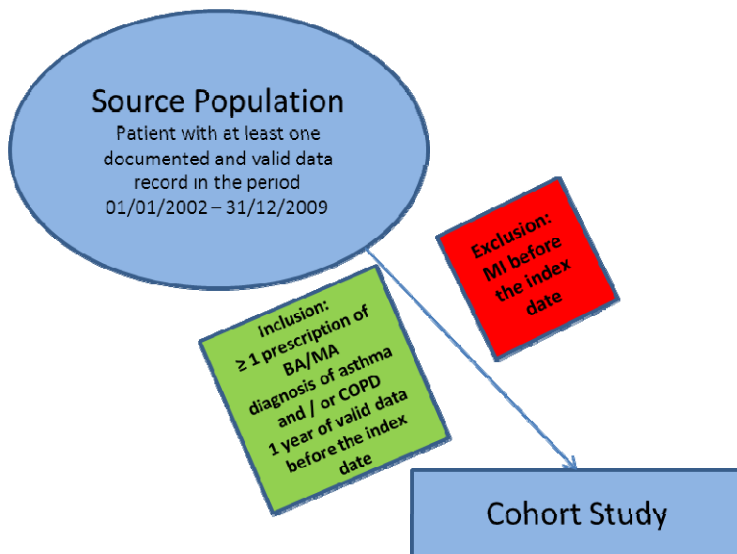 Source Population
Patient with at least one
documented and valid data
record in the period
01/01/2002 – 31/12/2009
Exclusion:
MI before
the index
date
Inclusion:
≥ 1 prescription of
BA/MA
diagnosis of asthma
and / or COPD
1 year of valid data
before the index
date
Cohort Study